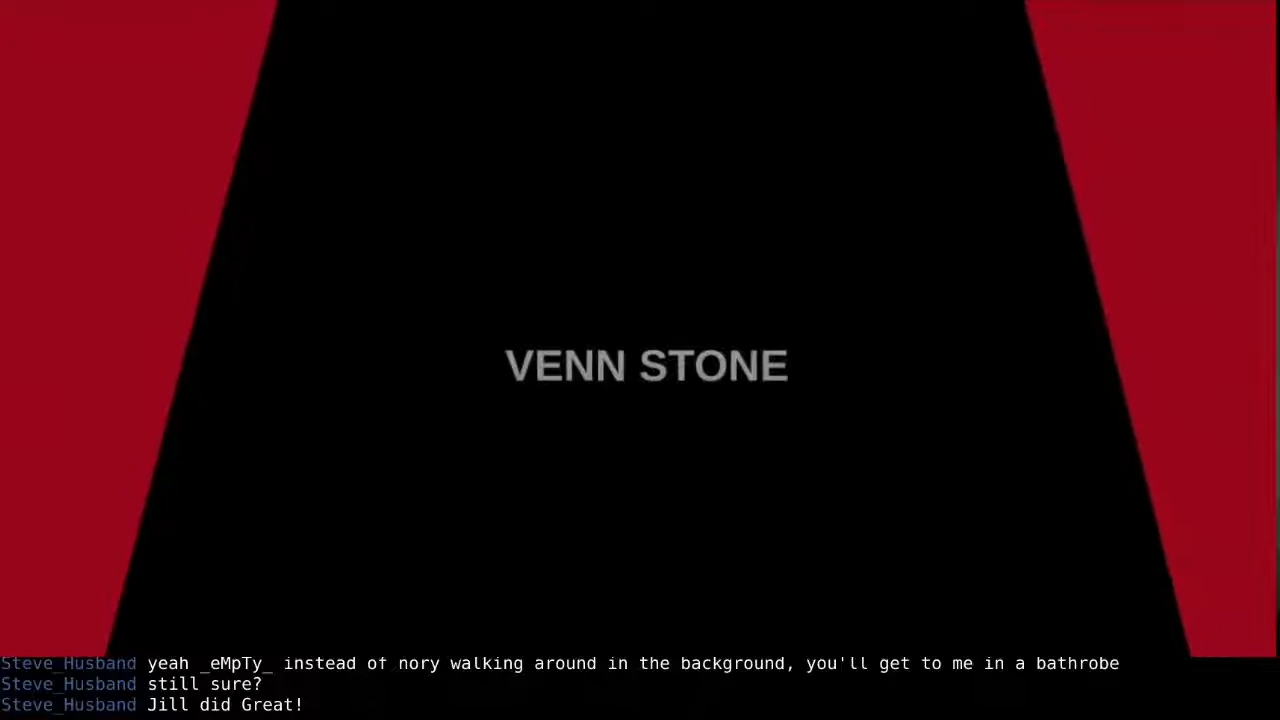 VENN STONE
Steve_Husband yeah _eMpTy_ instead of nory walking around in the background, you'll get to me in a bathrobe
Steve_Husband still sure?
Steve_Husband Jill did Great!